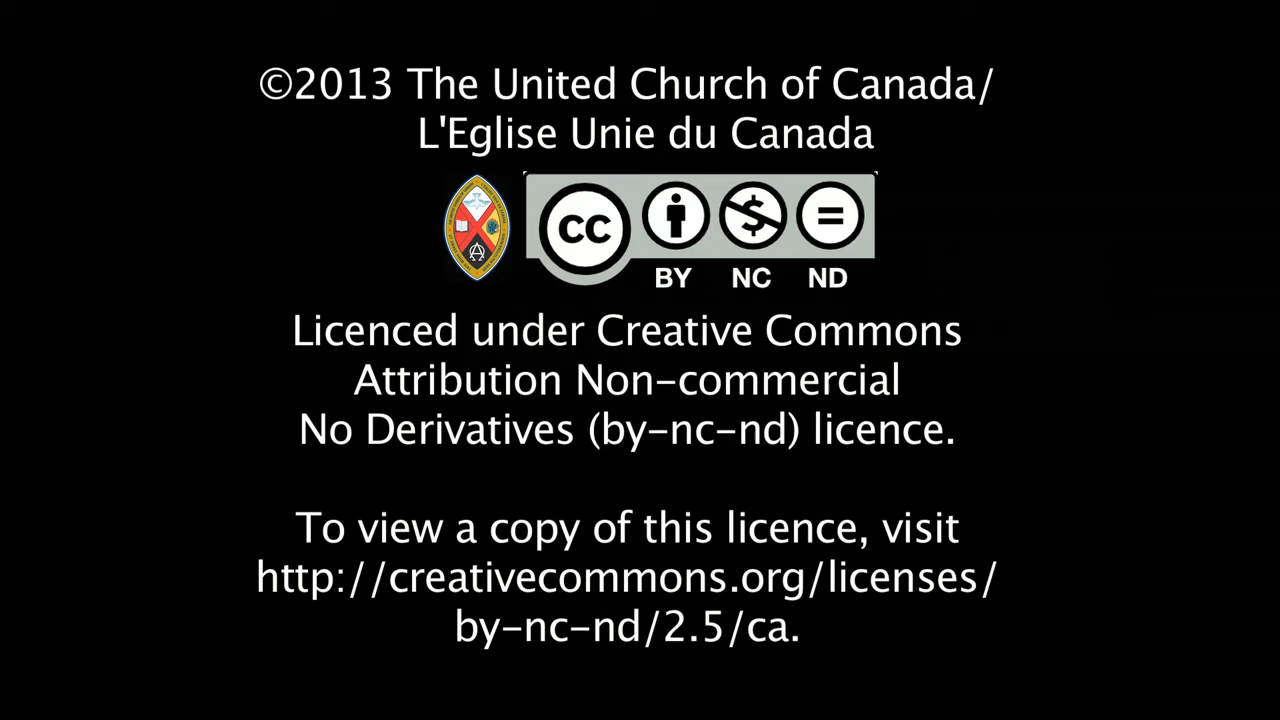 ©2013 The United Church of Canada/
L'Eglise Unie du Canada
CC
BY NC ND
Licenced under Creative Commons
Attribution Non-commercial
No Derivatives (by-nc-nd) licence.
To view a copy of this licence, visit
http://creativecommons.org/licenses/
by-nc-nd/2.5/ca.